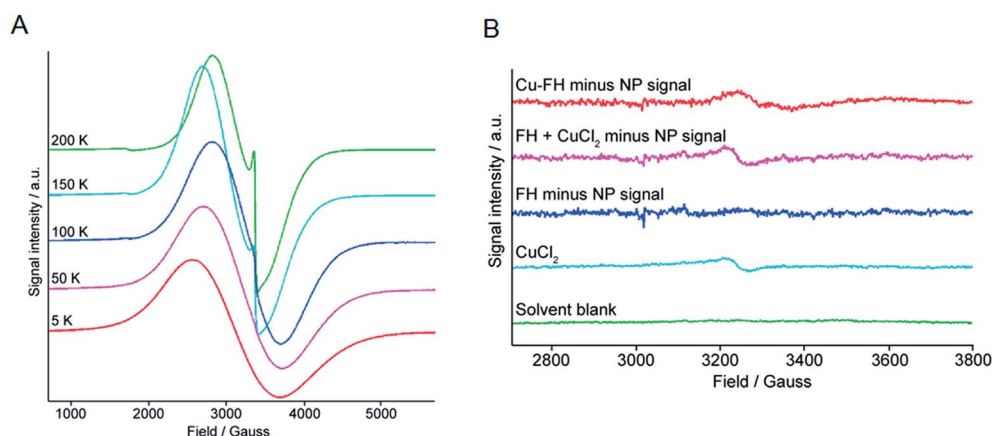 A
Signal intensity / a.u.
200 K
150 K
100 K
50 K
5 K
1000 2000 3000 4000 5000
Field / Gauss
B
Signal intensity / a.u.
Cu-FH minus NP signal
FH + CuCl₂ minus NP signal
FH minus NP signal
CuCl₂
Solvent blank
2800 3000 3200 3400 3600 3800
Field / Gauss